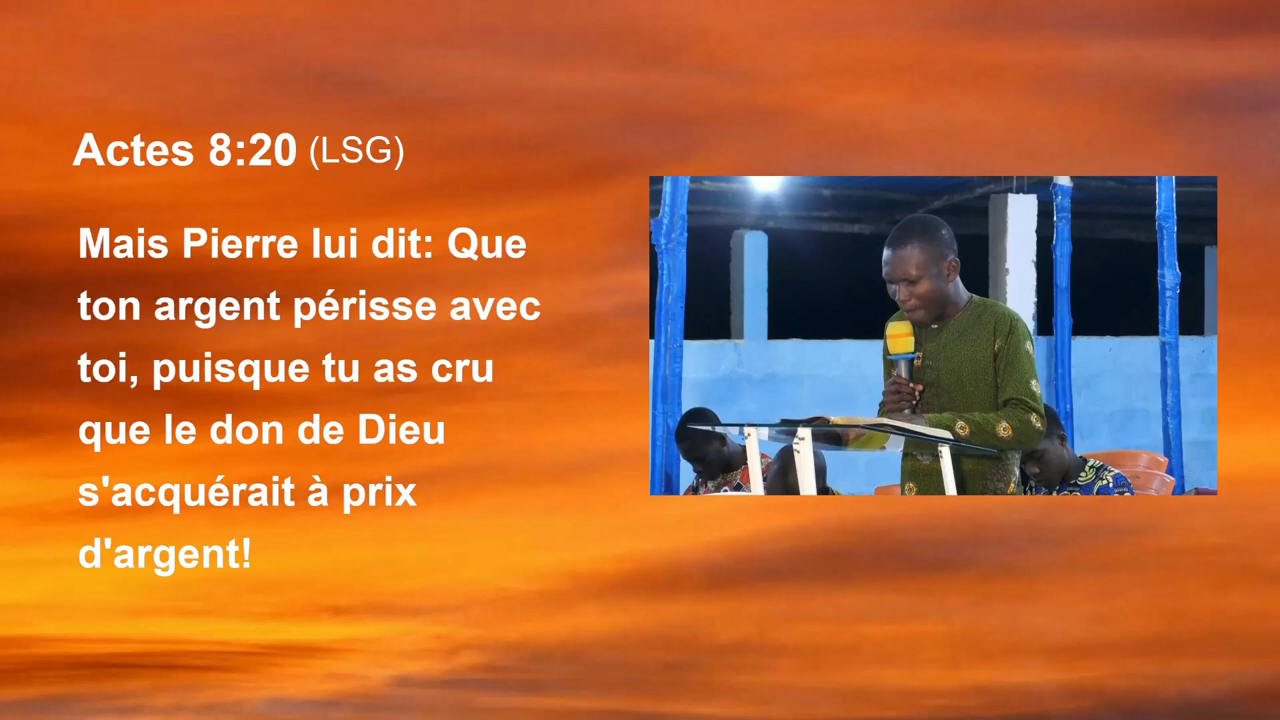 Actes 8:20 (LSG)
Mais Pierre lui dit: Que
ton argent périsse avec
toi, puisque tu as cru
que le don de Dieu
s'acquérait à prix
d'argent!